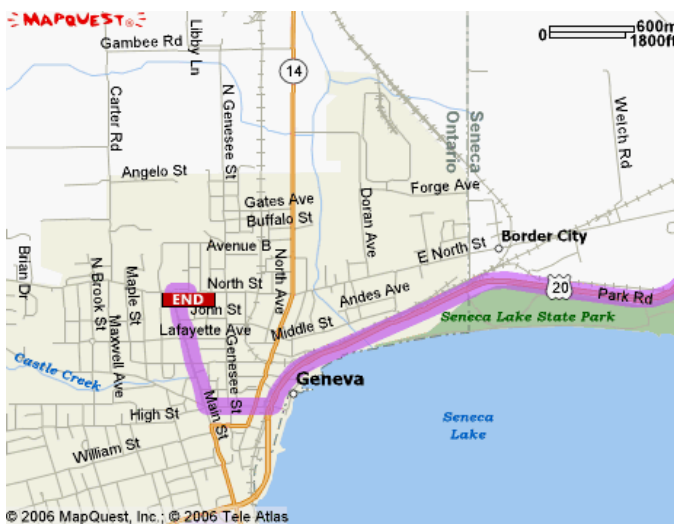 MAPQUEST®
Gambee Rd
Libby Ln
14
0
600m
1800ft
Carter Rd
N Genesee St
Ontario
Seneca
Welch Rd
Angelo St
Doran Ave
Forge Ave
Gates Ave
Buffalo St
Avenue B
E North St
Border City
Brian Dr
N Brook St
Maple St
North St
North Ave
Andes Ave
20
Park Rd
END
John St
Lafayette Ave
Middle St
Seneca Lake State Park
Maxwell Ave
Genesee St
Castle Creek
Geneva
Main St
High St
William St
Seneca
Lake
© 2006 MapQuest, Inc.; © 2006 Tele Atlas